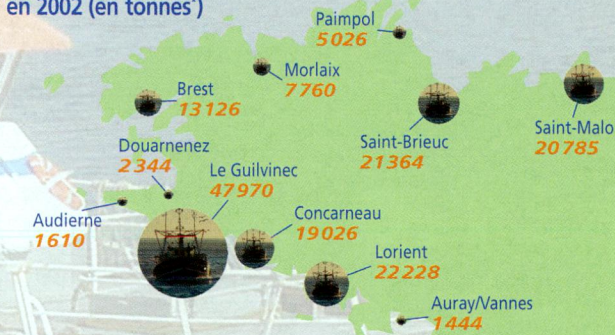 en 2002 (en tonnes*)
Paimpol
5026
Morlaix
7760
Brest
13126
Saint-Brieuc
21364
Saint-Malo
20785
Douarnenez
2344
Le Guilvinec
47970
Audierne
1610
Concarneau
19026
Lorient
22228
Auray/Vannes
1444